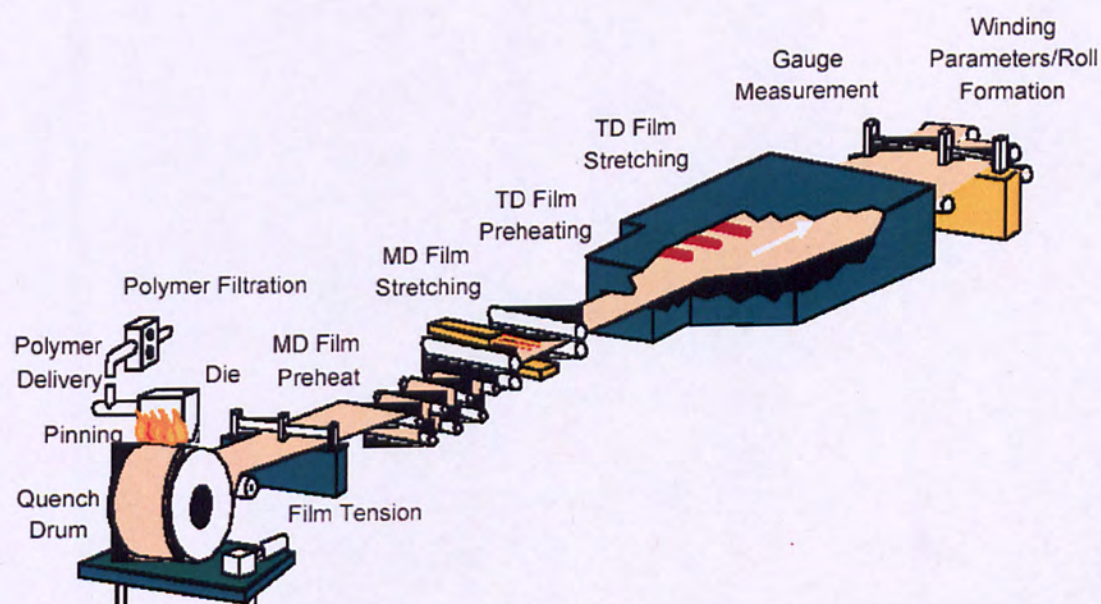 Winding
Parameters/Roll
Formation
Gauge
Measurement
TD Film
Stretching
TD Film
Preheating
MD Film
Stretching
Polymer Filtration
MD Film
Preheat
Polymer
Delivery
Die
Pinning
Quench
Drum
Film Tension